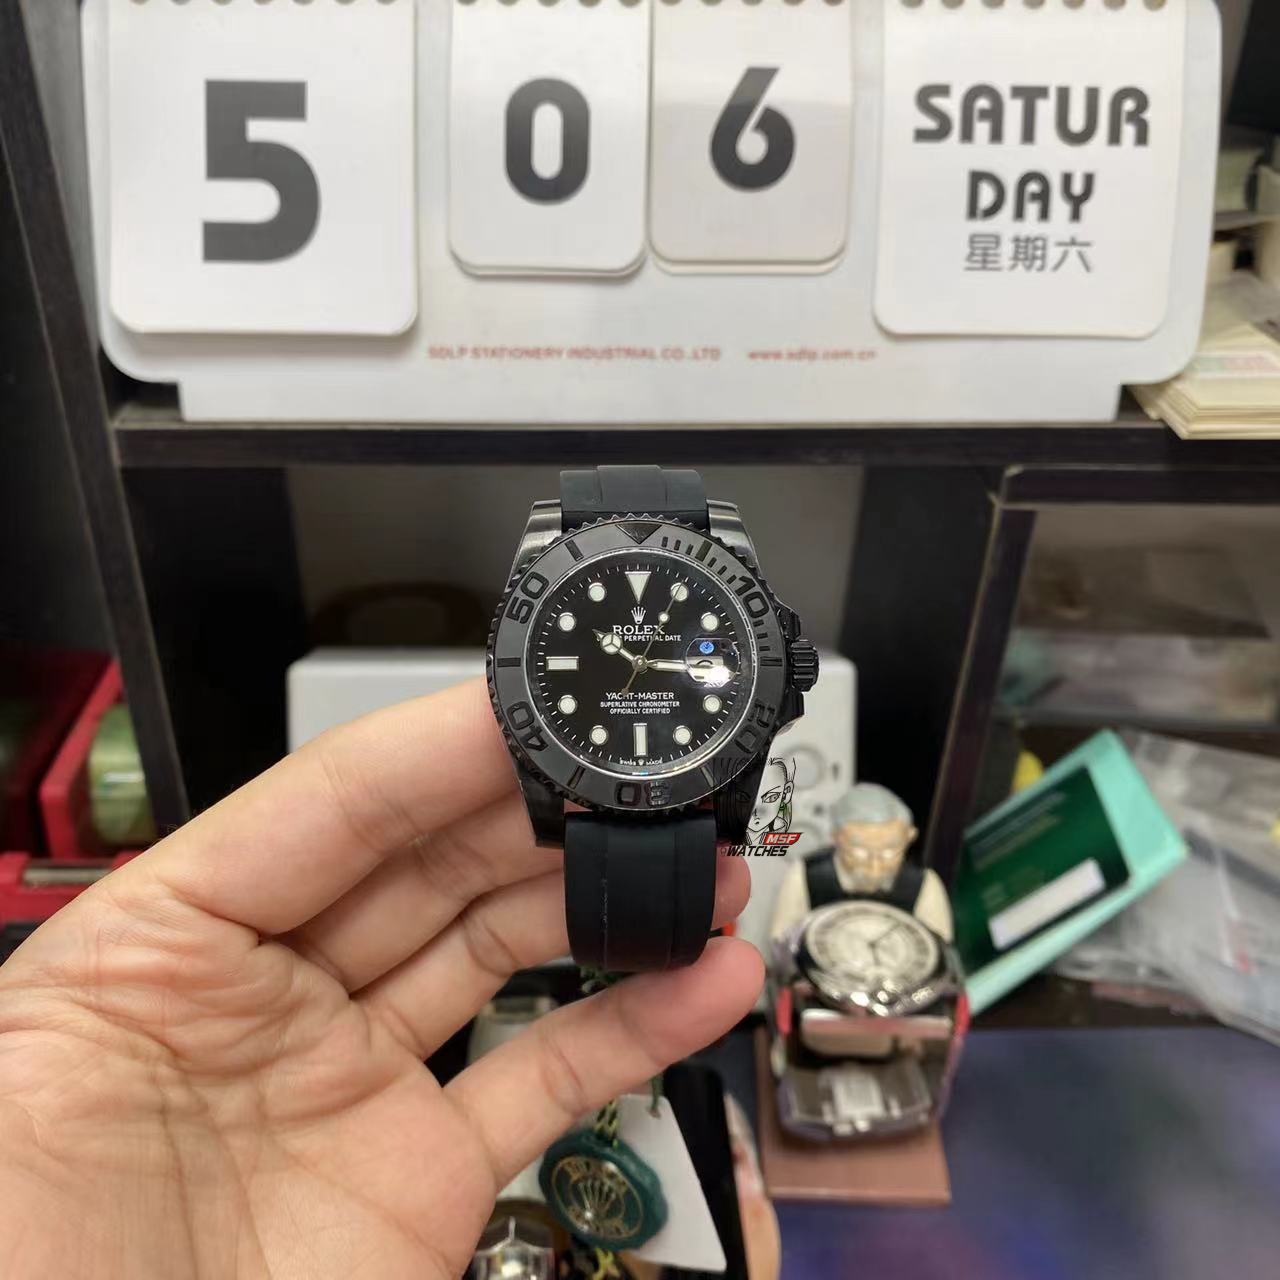 5
0
6
SATUR
DAY
星期六
SDLP STATIONERY INDUSTRIAL CO.,LTD www.sdlp.com.cn
50
10
ROLEX
PERPETUAL DATE
YACHT-MASTER
SUPERLATIVE CHRONOMETER
OFFICIALLY CERTIFIED
40
20
MADE
MSF
WATCHES